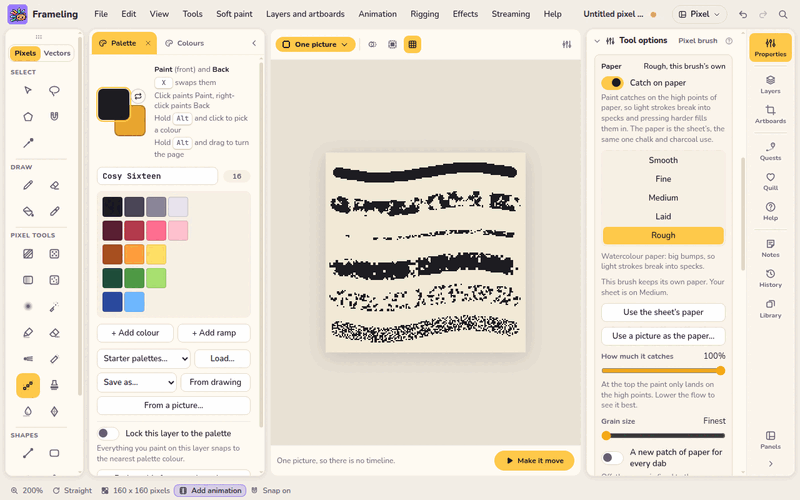 Frameling
File Edit View Tools Soft paint Layers and artboards Animation Rigging Effects Streaming Help
Untitled pixel ...
Pixel
Pixels Vectors
SELECT
DRAW
PIXEL TOOLS
SHAPES
Palette
Colours
Paint (front) and Back
X swaps them
Click paints Paint, right-
click paints Back
Hold Alt and click to pick
a colour
Hold Alt and drag to turn
the page
Cosy Sixteen 16
+ Add colour + Add ramp
Starter palettes... Load...
Save as... From drawing
From a picture...
Lock this layer to the palette
Everything you paint on this layer snaps to
the nearest palette colour.
One picture
One picture, so there is no timeline.
Make it move
Tool options Pixel brush
Paper Rough, this brush's own
Catch on paper
Paint catches on the high points of
paper, so light strokes break into
specks and pressing harder fills
them in. The paper is the sheet's, the
same one chalk and charcoal use.
Smooth
Fine
Medium
Laid
Rough
Watercolour paper: big bumps, so
light strokes break into specks.
This brush keeps its own paper. Your
sheet is on Medium.
Use the sheet's paper
Use a picture as the paper...
How much it catches 100%
At the top the paint only lands on
the high points. Lower the flow to
see it best.
Grain size Finest
A new patch of paper for
every dab
Properties
Layers
Artboards
Quests
Quill
Help
Notes
History
Library
Panels
200% Straight 160 x 160 pixels Add animation Snap on